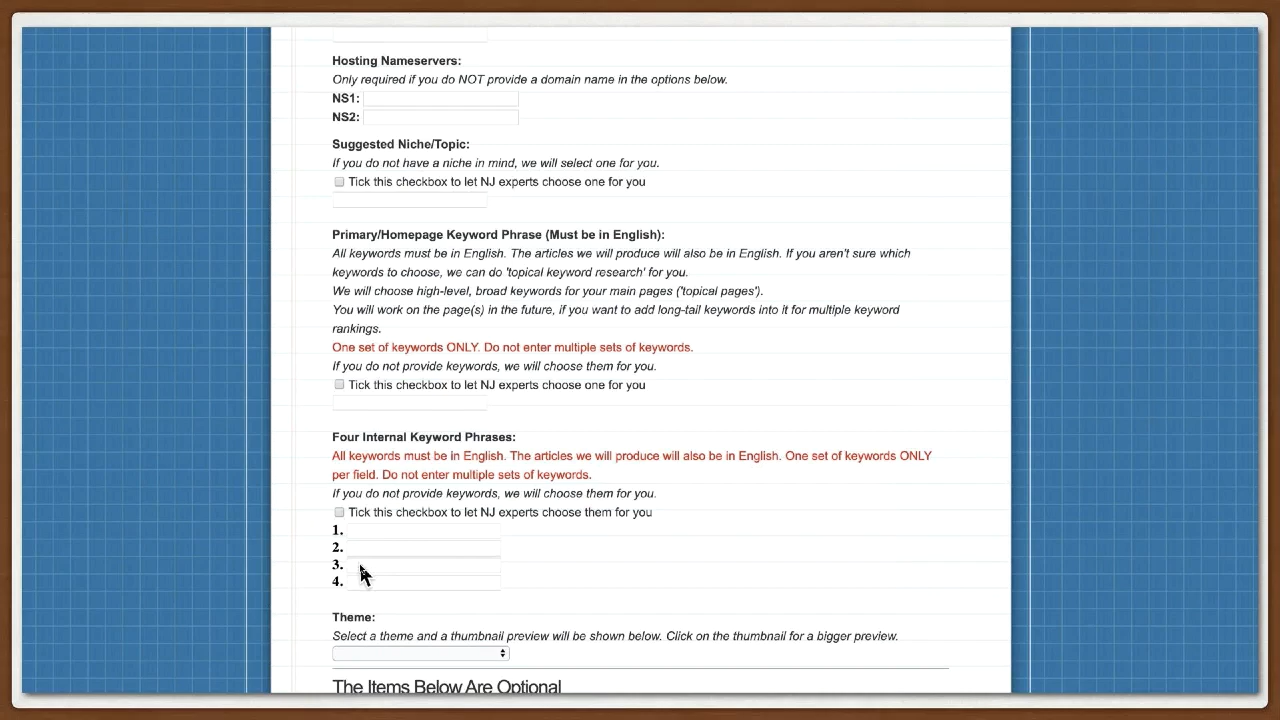 Hosting Nameservers:
Only required if you do NOT provide a domain name in the options below.
NS1:
NS2:
Suggested Niche/Topic:
If you do not have a niche in mind, we will select one for you.
Tick this checkbox to let NJ experts choose one for you
Primary/Homepage Keyword Phrase (Must be in English):
All keywords must be in English. The articles we will produce will also be in English. If you aren't sure which
keywords to choose, we can do 'topical keyword research' for you.
We will choose high-level, broad keywords for your main pages ('topical pages').
You will work on the page(s) in the future, if you want to add long-tail keywords into it for multiple keyword
rankings.
One set of keywords ONLY. Do not enter multiple sets of keywords.
If you do not provide keywords, we will choose them for you.
Tick this checkbox to let NJ experts choose one for you
Four Internal Keyword Phrases:
All keywords must be in English. The articles we will produce will also be in English. One set of keywords ONLY
per field. Do not enter multiple sets of keywords.
If you do not provide keywords, we will choose them for you.
Tick this checkbox to let NJ experts choose them for you
1.
2.
3.
4.
Theme:
Select a theme and a thumbnail preview will be shown below. Click on the thumbnail for a bigger preview.
The Items Below Are Optional